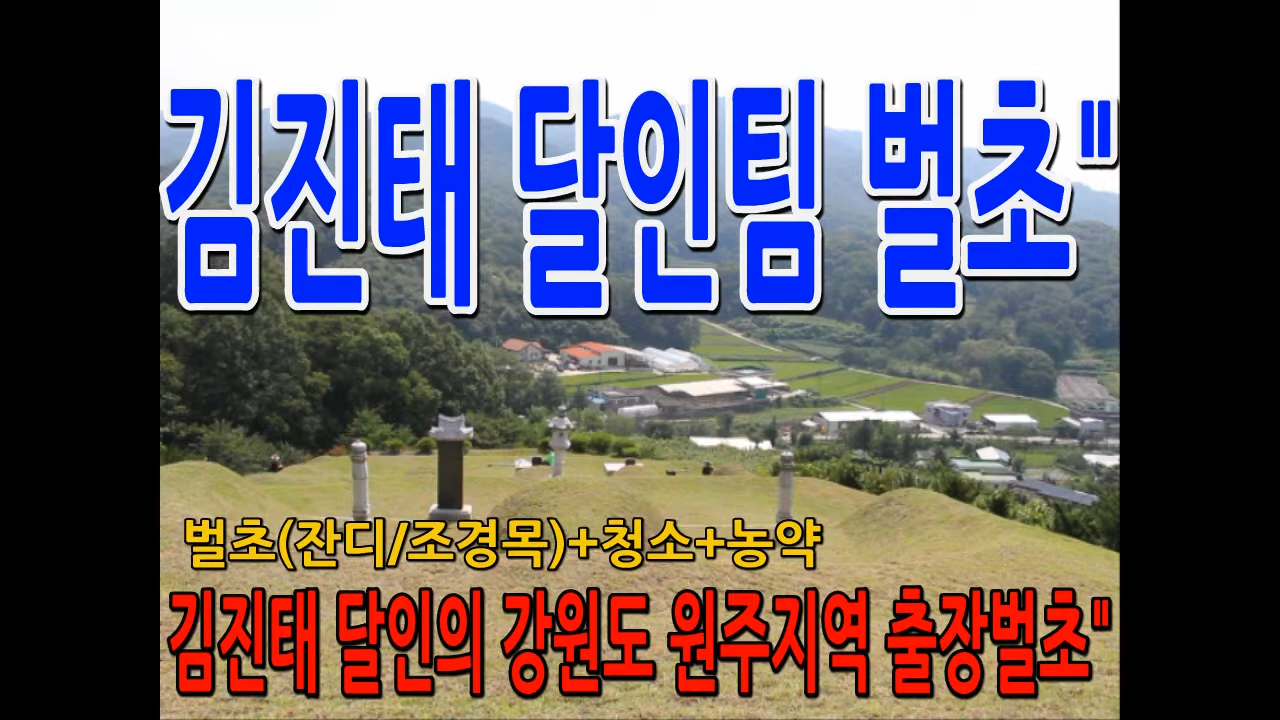 김진태 달인팀 벌초"
벌초(잔디/조경목)+청소+농약
김진태 달인의 강원도 원주지역 출장벌초"